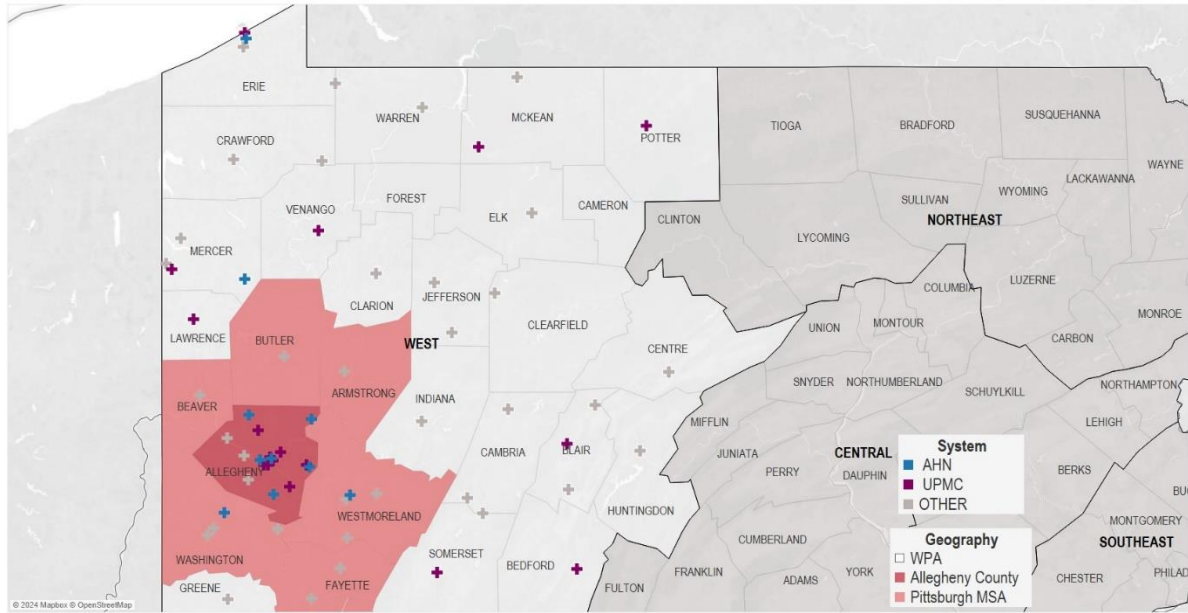 ERIE
WARREN
MCKEAN
POTTER
CRAWFORD
TIOGA
BRADFORD
SUSQUEHANNA
WAYNE
LACKAWANNA
WYOMING
SULLIVAN
NORTHEAST
VENANGO
FOREST
ELK
CAMERON
CLINTON
LYCOMING
MERCER
CLARION
JEFFERSON
CLEARFIELD
COLUMBIA
LUZERNE
MONROE
LAWRENCE
BUTLER
WEST
CENTRE
UNION
MONTOUR
CARBON
BEAVER
ARMSTRONG
INDIANA
SNYDER
NORTHUMBERLAND
SCHUYLKILL
NORTHAMPTON
LEHIGH
MIFFLIN
ALLEGHENY
CAMBRIA
BLAIR
JUNIATA
PERRY
CENTRAL
DAUPHIN
BERKS
BU
System
AHN
UPMC
OTHER
WESTMORELAND
HUNTINGDON
MONTGOMERY
SOUTHEAST
WASHINGTON
SOMERSET
BEDFORD
CUMBERLAND
Geography
WPA
Allegheny County
Pittsburgh MSA
GREENE
FAYETTE
FULTON
FRANKLIN
ADAMS
YORK
CHESTER
PHILAD
© 2024 Mapbox © OpenStreetMap